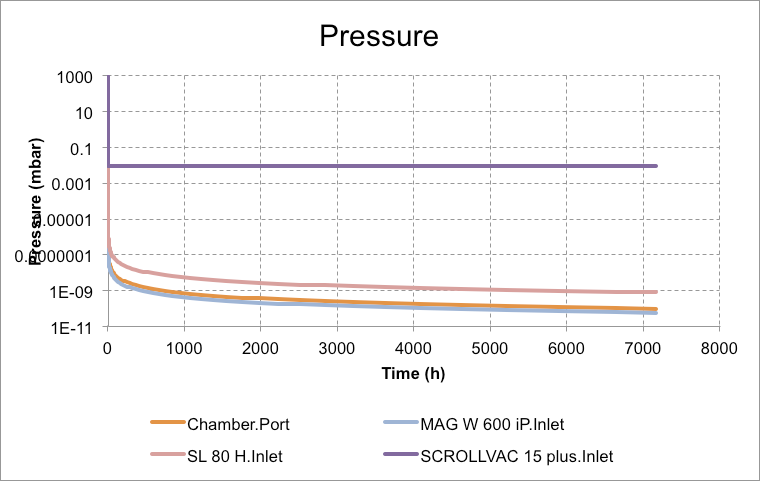 Pressure
1000
10
0.1
0.001
0.00001
0.0000001
1E-09
1E-11
Pressure (mbar)
0 1000 2000 3000 4000 5000 6000 7000 8000
Time (h)
Chamber.Port MAG W 600 iP.Inlet
SL 80 H.Inlet SCROLLVAC 15 plus.Inlet